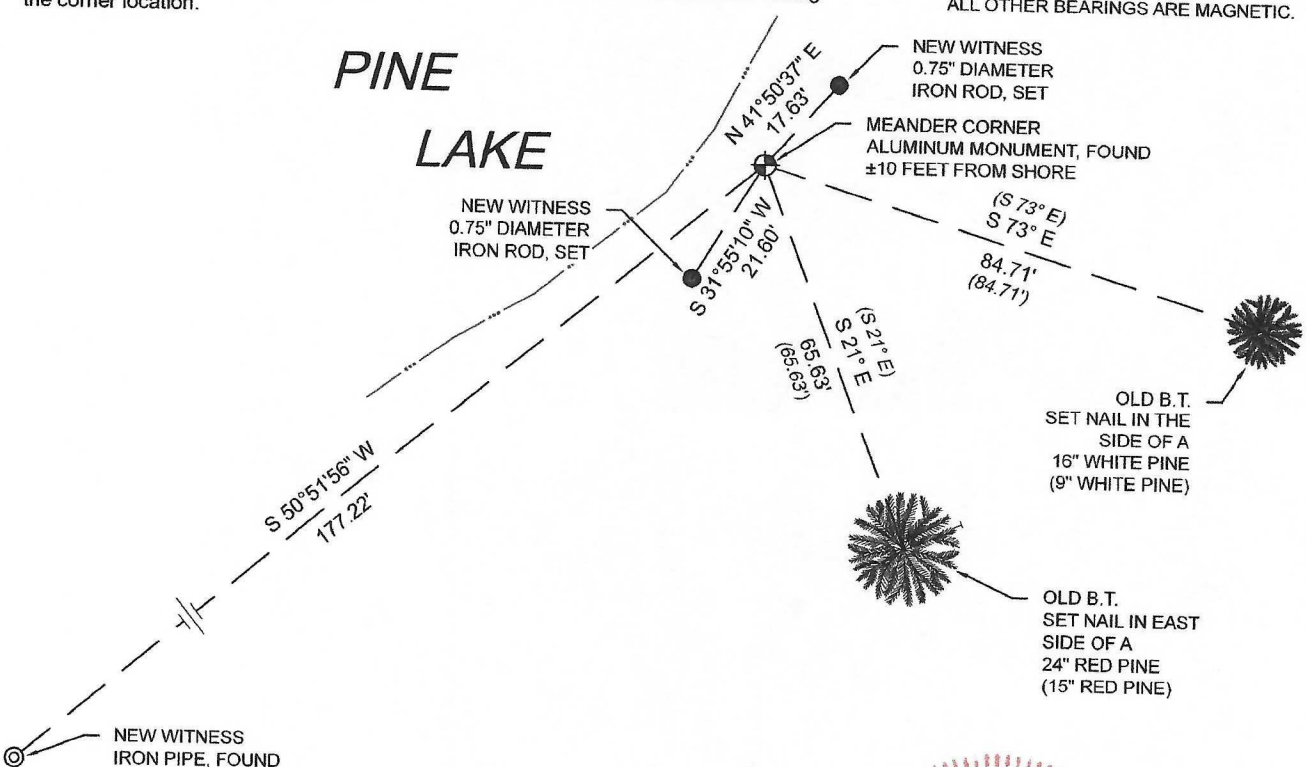 the corner location.
ALL OTHER BEARINGS ARE MAGNETIC.
PINE
LAKE
N 41°50'37" E
17.63'
NEW WITNESS
0.75" DIAMETER
IRON ROD, SET
MEANDER CORNER
ALUMINUM MONUMENT, FOUND
±10 FEET FROM SHORE
NEW WITNESS
0.75" DIAMETER
IRON ROD, SET
S 31°55'10" W
21.60'
(S 73° E)
S 73° E
84.71'
(84.71')
(S 21° E)
S 21° E
65.63'
(65.63')
OLD B.T.
SET NAIL IN THE
SIDE OF A
16" WHITE PINE
(9" WHITE PINE)
S 50°51'56" W
177.22'
OLD B.T.
SET NAIL IN EAST
SIDE OF A
24" RED PINE
(15" RED PINE)
NEW WITNESS
IRON PIPE, FOUND